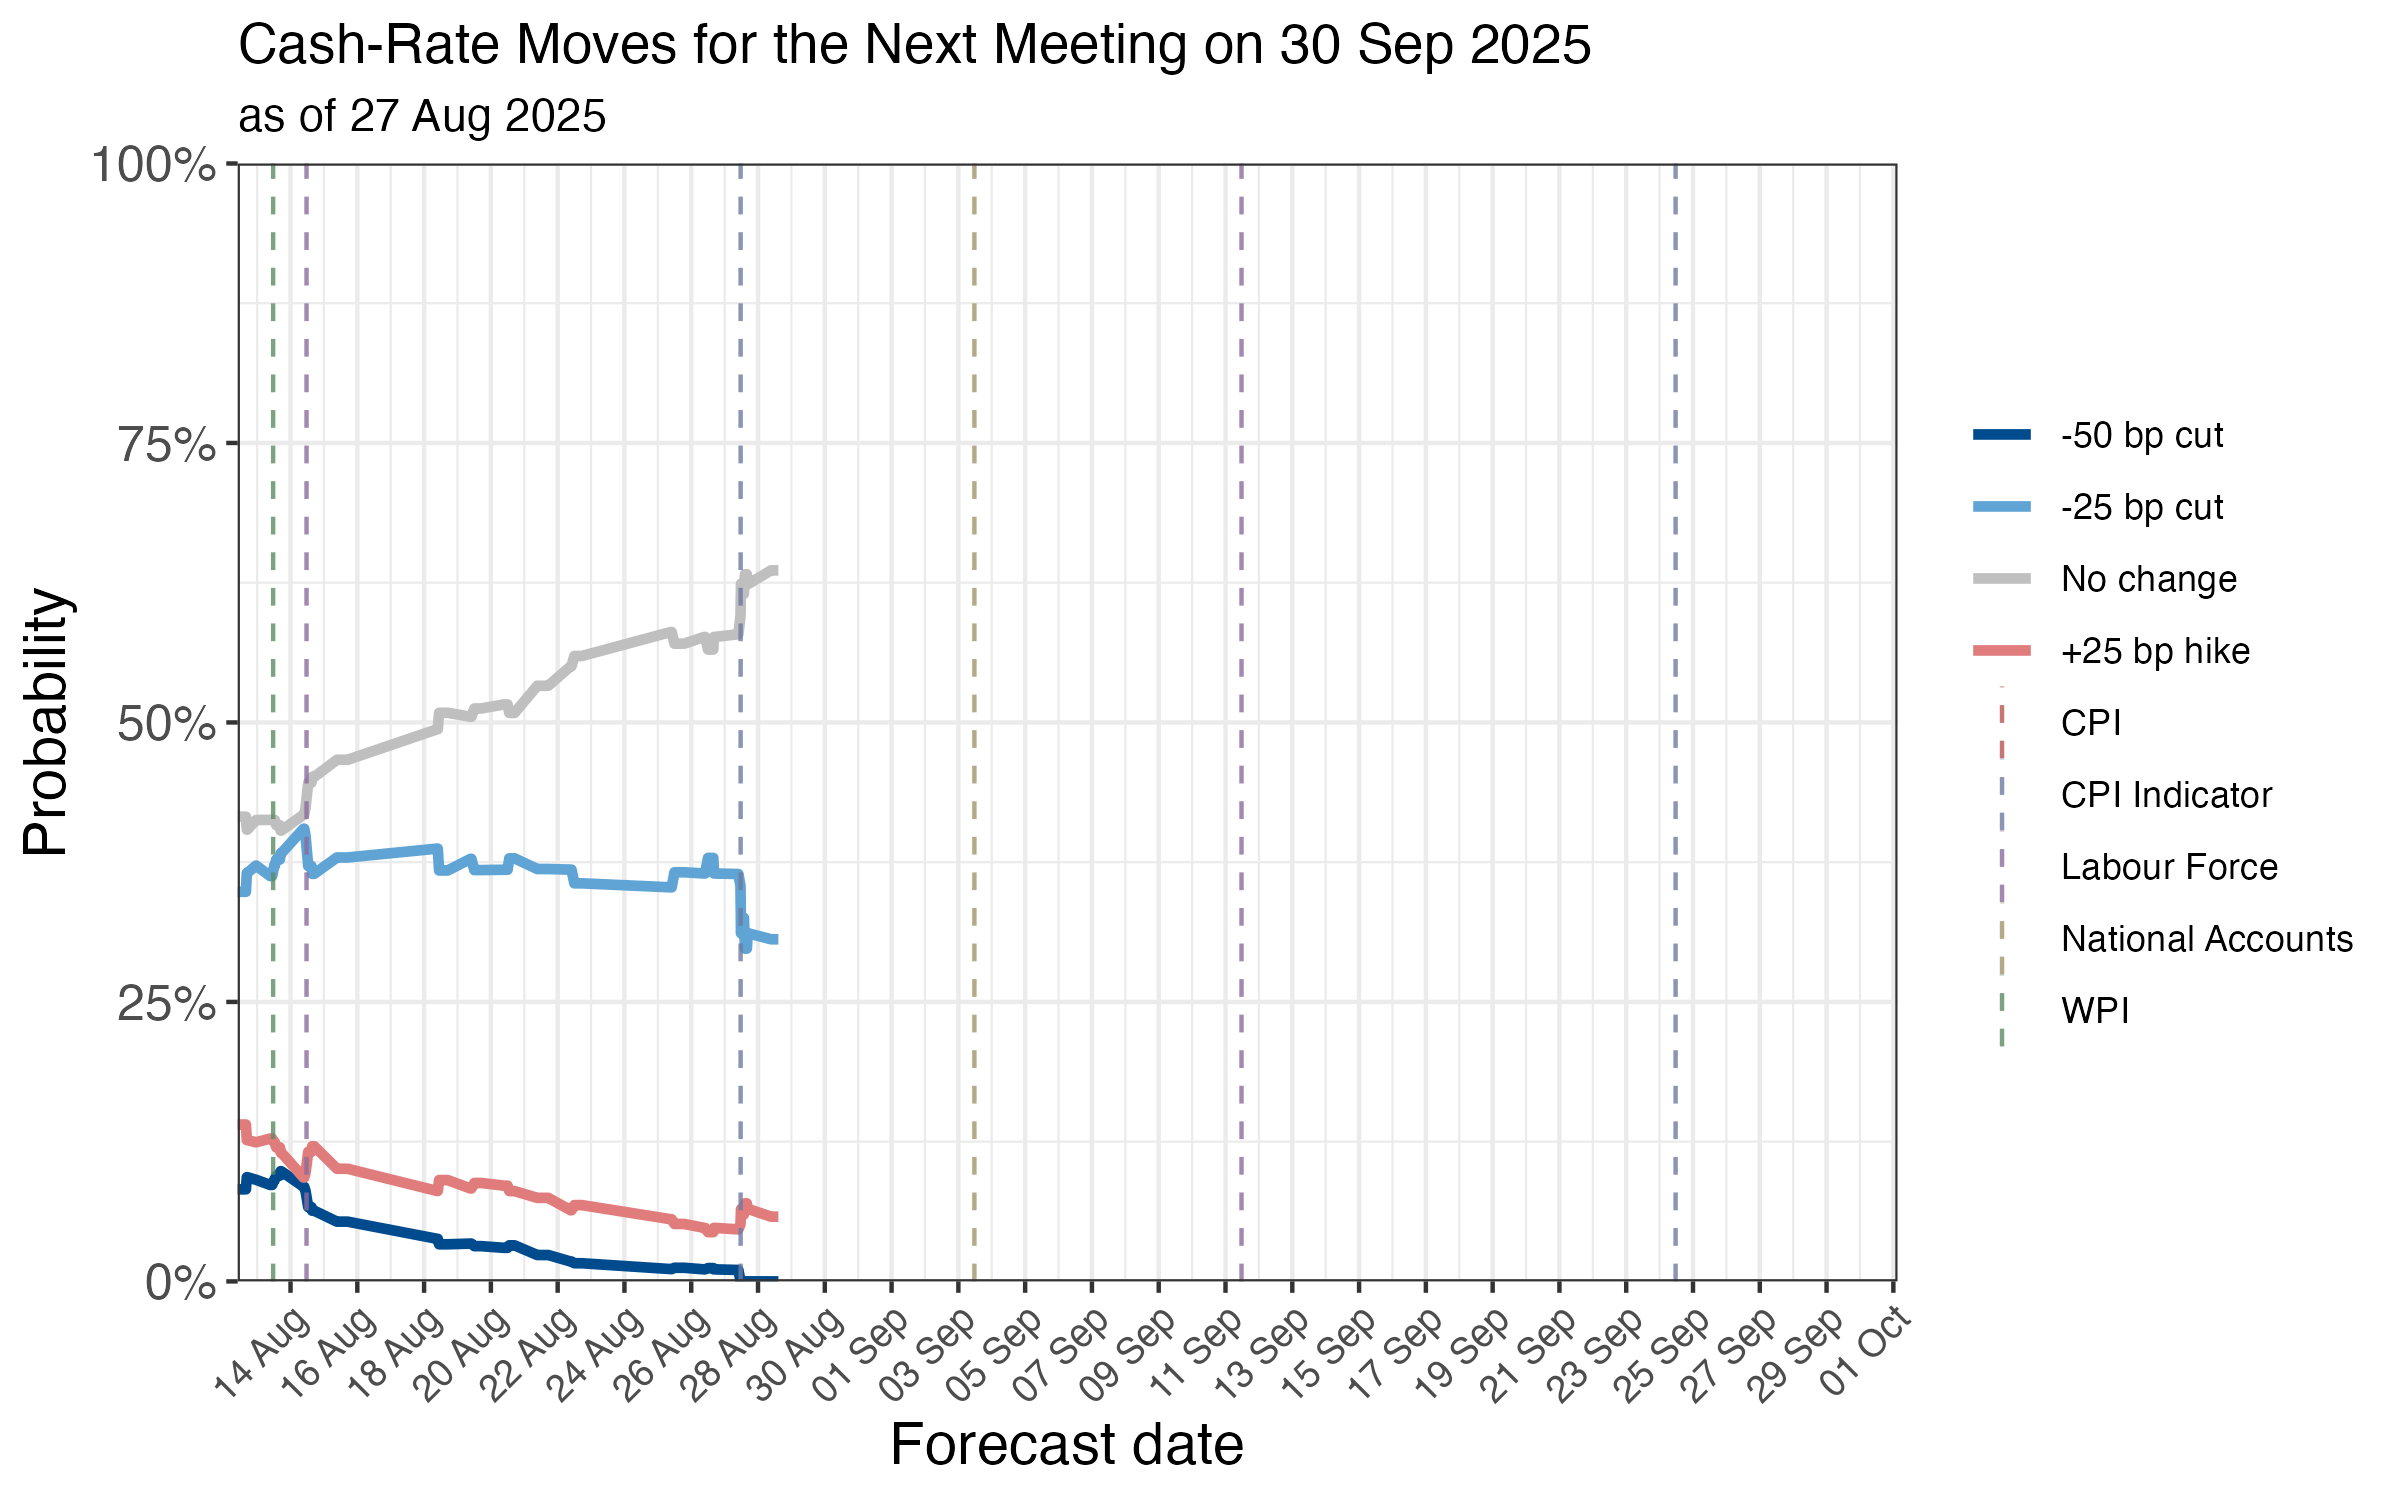 Cash-Rate Moves for the Next Meeting on 30 Sep 2025
as of 27 Aug 2025
100%
75%
50%
25%
0%
Probability
14 Aug
16 Aug
18 Aug
20 Aug
22 Aug
24 Aug
26 Aug
28 Aug
30 Aug
01 Sep
03 Sep
05 Sep
07 Sep
09 Sep
11 Sep
13 Sep
15 Sep
17 Sep
19 Sep
21 Sep
23 Sep
25 Sep
27 Sep
29 Sep
01 Oct
Forecast date
-50 bp cut
-25 bp cut
No change
+25 bp hike
CPI
CPI Indicator
Labour Force
National Accounts
WPI